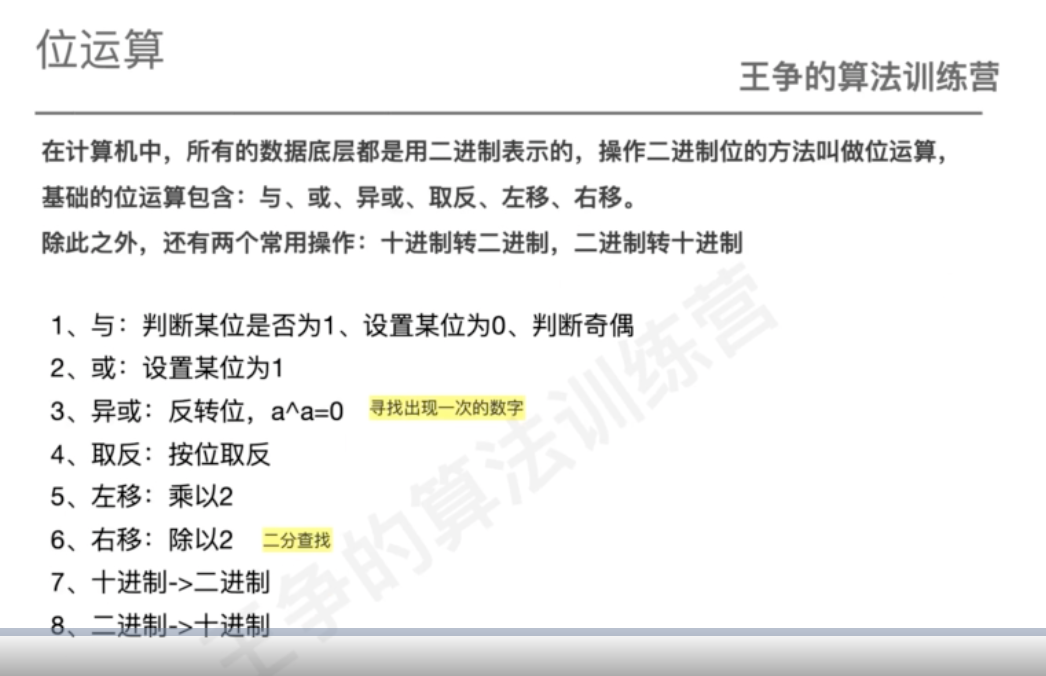 位运算
王争的算法训练营
在计算机中，所有的数据底层都是用二进制表示的，操作二进制位的方法叫做位运算，
基础的位运算包含：与、或、异或、取反、左移、右移。
除此之外，还有两个常用操作：十进制转二进制，二进制转十进制
1、与：判断某位是否为1、设置某位为0、判断奇偶
2、或：设置某位为1
3、异或：反转位，a^a=0 寻找出现一次的数字
4、取反：按位取反
5、左移：乘以2
6、右移：除以2 二分查找
7、十进制->二进制
8、二进制->十进制
王争的算法训练营